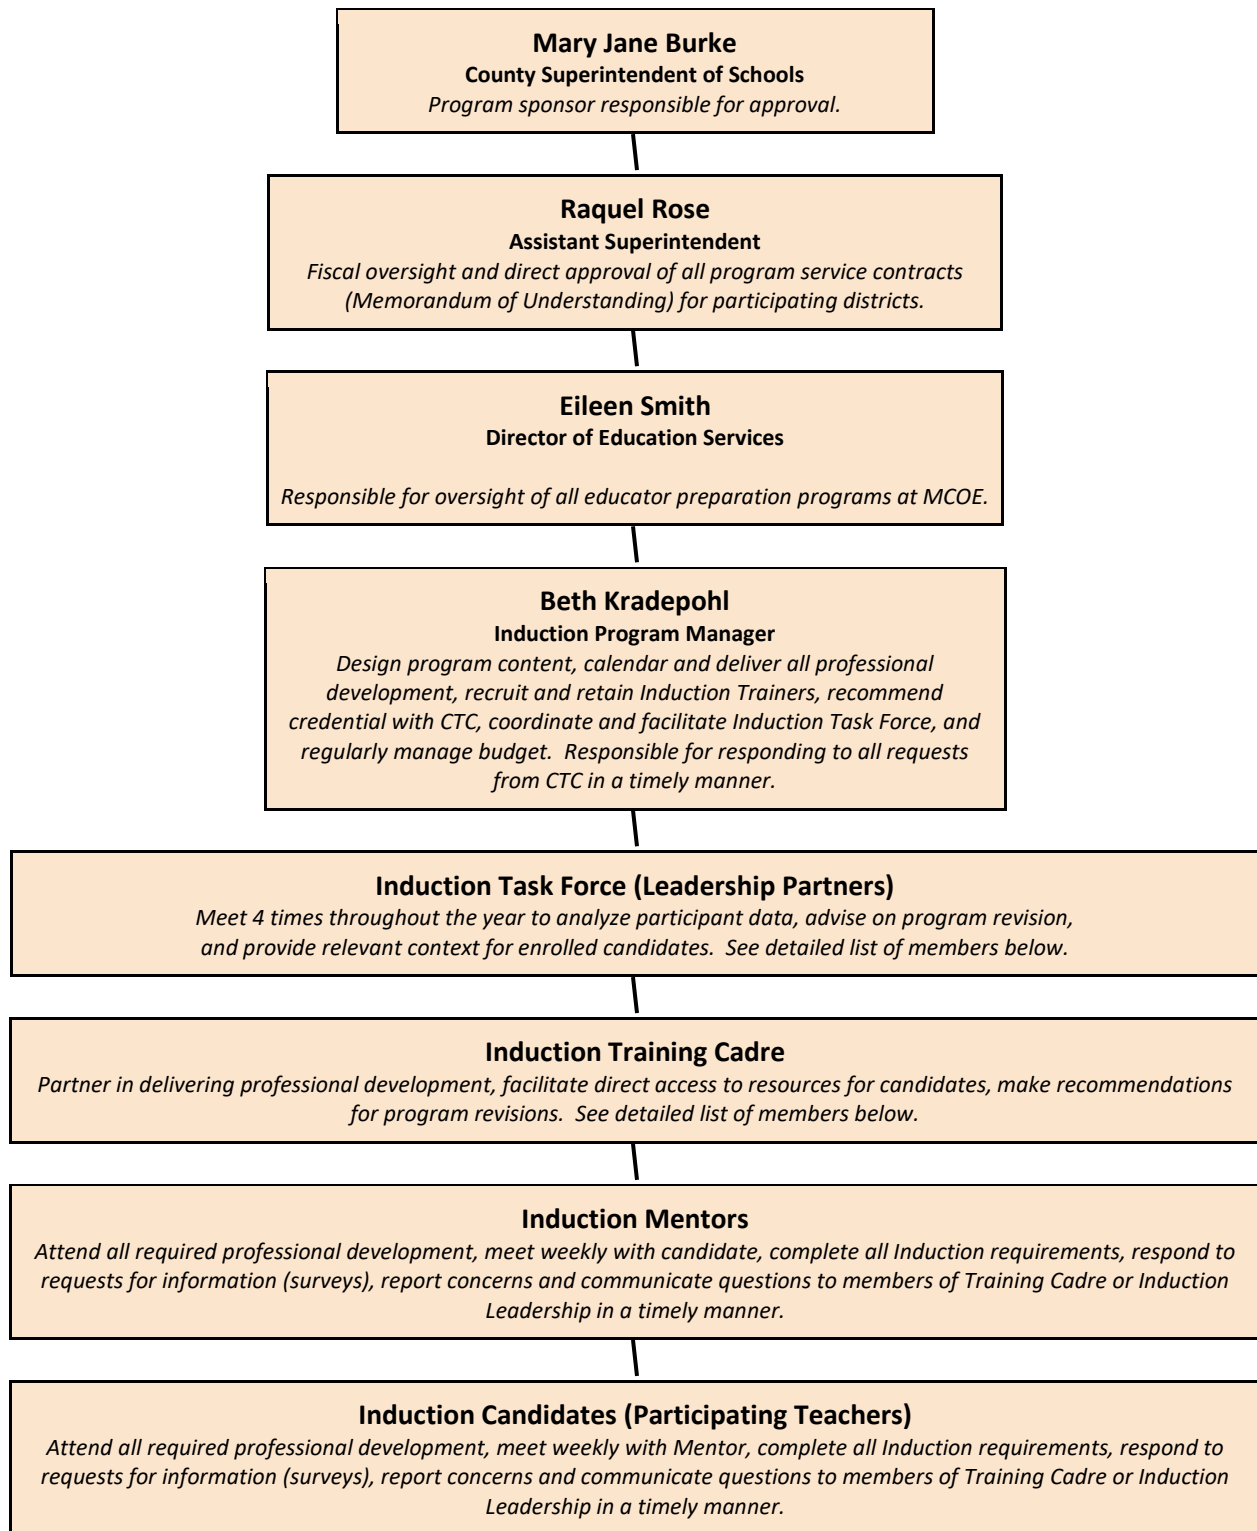 Mary Jane Burke
County Superintendent of Schools
Program sponsor responsible for approval.
Raquel Rose
Assistant Superintendent
Fiscal oversight and direct approval of all program service contracts
(Memorandum of Understanding) for participating districts.
Eileen Smith
Director of Education Services
Responsible for oversight of all educator preparation programs at MCOE.
Beth Kradepohl
Induction Program Manager
Design program content, calendar and deliver all professional
development, recruit and retain Induction Trainers, recommend
credential with CTC, coordinate and facilitate Induction Task Force, and
regularly manage budget.  Responsible for responding to all requests
from CTC in a timely manner.
Induction Task Force (Leadership Partners)
Meet 4 times throughout the year to analyze participant data, advise on program revision,
and provide relevant context for enrolled candidates.  See detailed list of members below.
Induction Training Cadre
Partner in delivering professional development, facilitate direct access to resources for candidates, make recommendations
for program revisions.  See detailed list of members below.
Induction Mentors
Attend all required professional development, meet weekly with candidate, complete all Induction requirements, respond to
requests for information (surveys), report concerns and communicate questions to members of Training Cadre or Induction
Leadership in a timely manner.
Induction Candidates (Participating Teachers)
Attend all required professional development, meet weekly with Mentor, complete all Induction requirements, respond to
requests for information (surveys), report concerns and communicate questions to members of Training Cadre or Induction
Leadership in a timely manner.